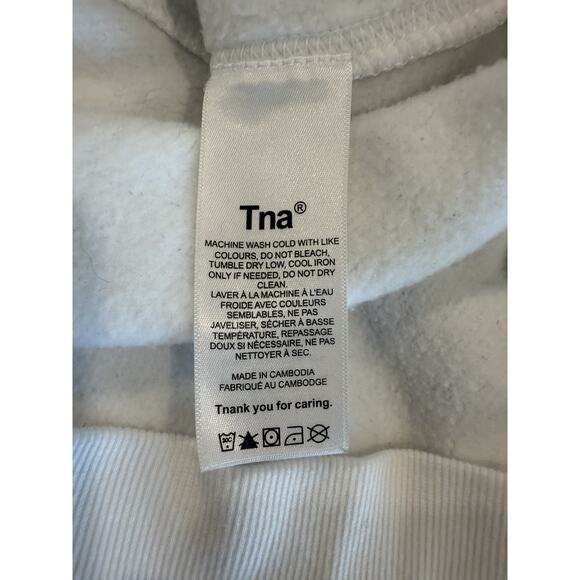 Tna®
MACHINE WASH COLD WITH LIKE
COLOURS, DO NOT BLEACH,
TUMBLE DRY LOW, COOL IRON
ONLY IF NEEDED, DO NOT DRY
CLEAN.
LAVER À LA MACHINE À L'EAU
FROIDE AVEC COULEURS
SEMBLABLES, NE PAS
JAVELISER, SÉCHER À BASSE
TEMPÉRATURE, REPASSAGE
DOUX SI NÉCESSAIRE, NE PAS
NETTOYER À SEC.
MADE IN CAMBODIA
FABRIQUÉ AU CAMBODGE
Tnank you for caring.
30C